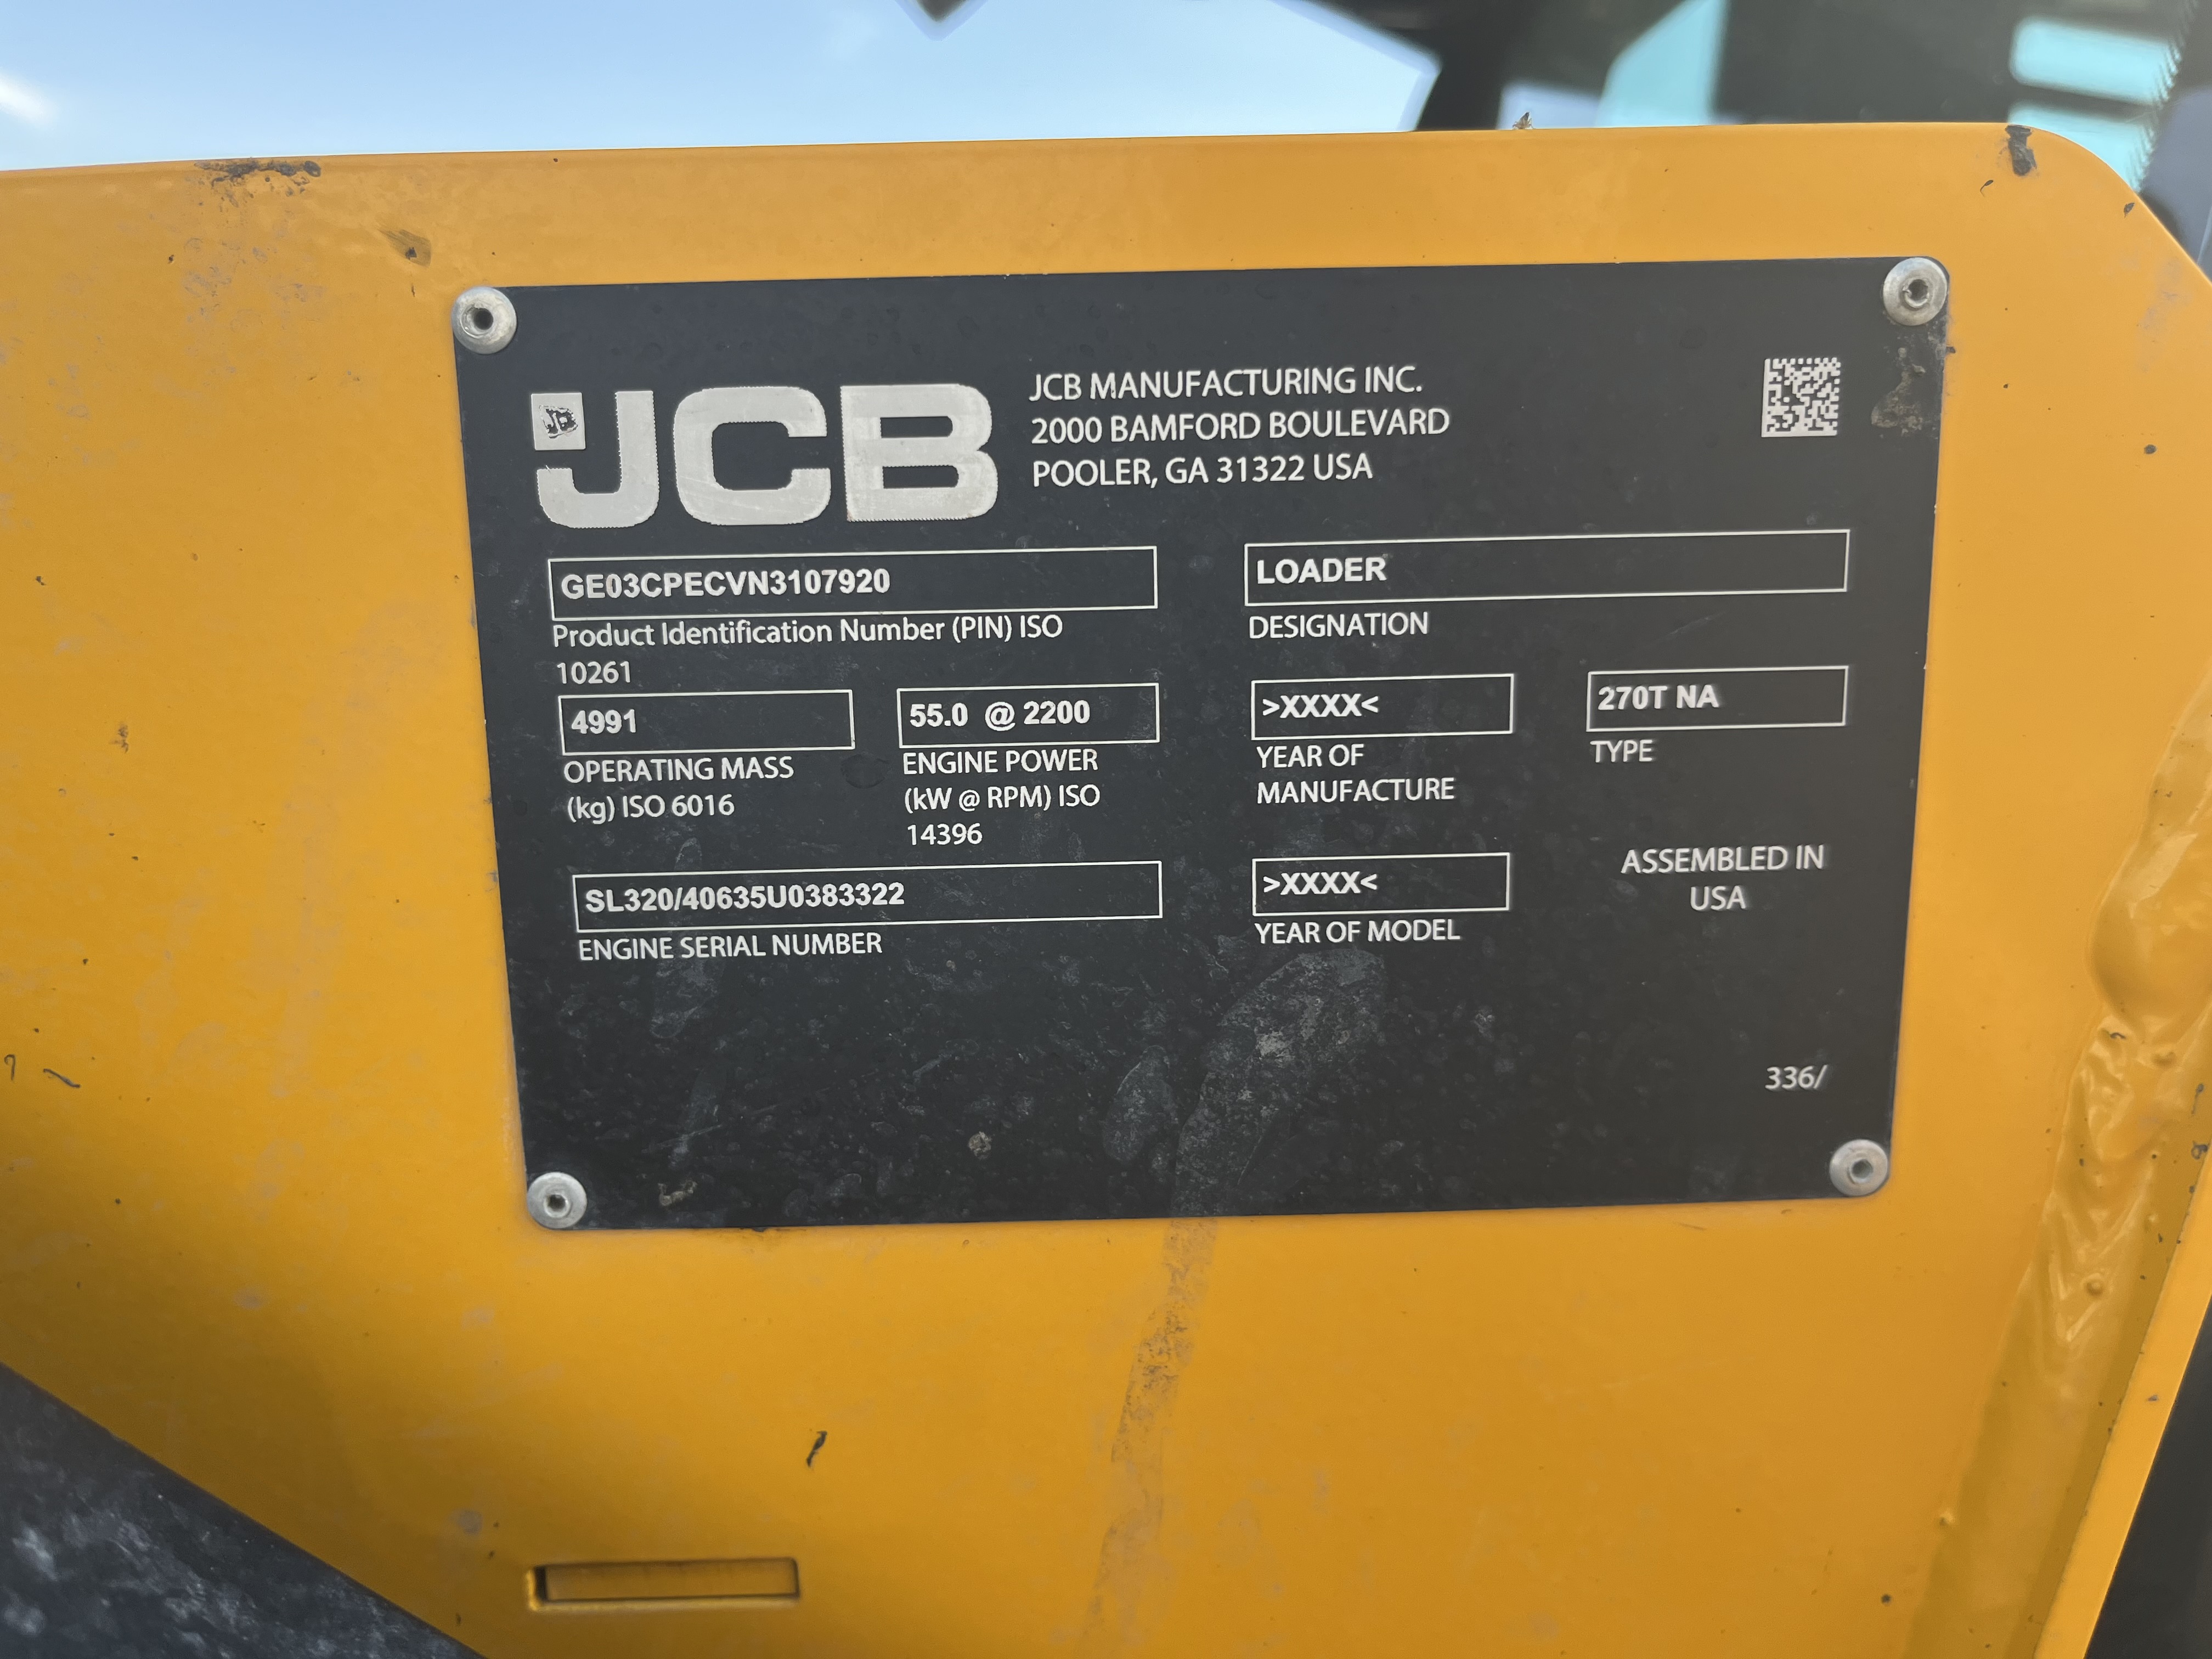 JCB
JCB MANUFACTURING INC.
2000 BAMFORD BOULEVARD
POOLER, GA 31322 USA
GE03CPECVN3107920
Product Identification Number (PIN) ISO
10261
LOADER
DESIGNATION
4991
OPERATING MASS
(kg) ISO 6016
55.0 @ 2200
ENGINE POWER
(kW @ RPM) ISO
14396
>XXXX<
YEAR OF
MANUFACTURE
270T NA
TYPE
SL320/40635U0383322
ENGINE SERIAL NUMBER
>XXXX<
YEAR OF MODEL
ASSEMBLED IN
USA
336/